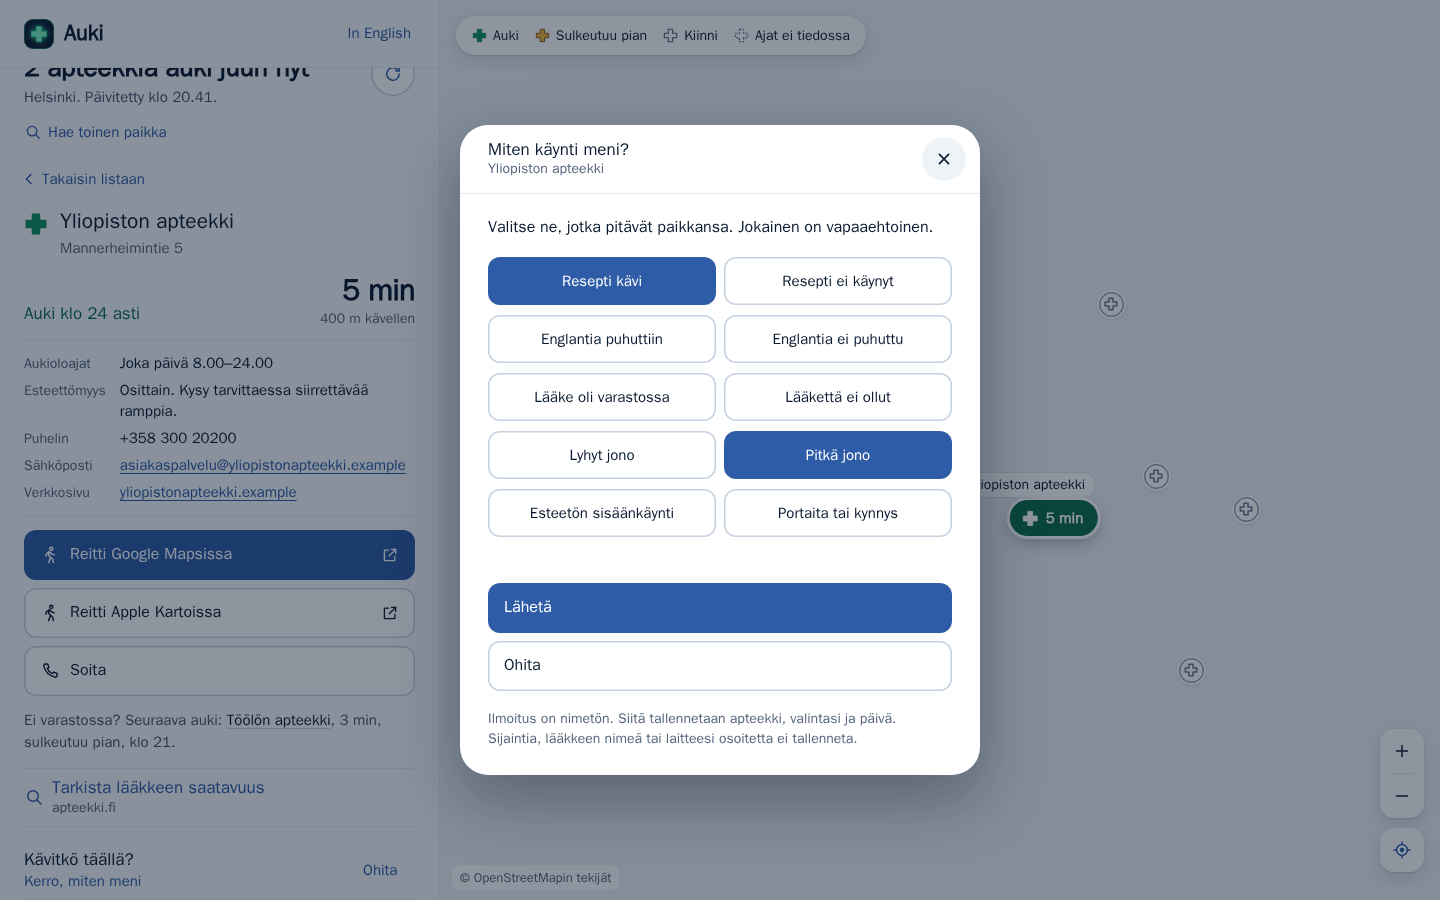 Auki
In English
2 apteekkia auki juuri nyt
Helsinki. Päivitetty klo 20.41.
Hae toinen paikka
Takaisin listaan
Yliopiston apteekki
Mannerheimintie 5
5 min
Auki klo 24 asti
400 m kävellen
Aukioloajat
Joka päivä 8.00–24.00
Esteettömyys
Osittain. Kysy tarvittaessa siirrettävää
ramppia.
Puhelin
+358 300 20200
Sähköposti
asiakaspalvelu@yliopistonapteekki.example
Verkkosivu
yliopistonapteekki.example
Reitti Google Mapsissa
Reitti Apple Kartoissa
Soita
Ei varastossa? Seuraava auki: Töölön apteekki, 3 min,
sulkeutuu pian, klo 21.
Tarkista lääkkeen saatavuus
apteekki.fi
Kävitkö täällä?
Kerro, miten meni
Ohita
Auki
Sulkeutuu pian
Kiinni
Ajat ei tiedossa
Miten käynti meni?
Yliopiston apteekki
Valitse ne, jotka pitävät paikkansa. Jokainen on vapaaehtoinen.
Resepti kävi
Resepti ei käynyt
Englantia puhuttiin
Englantia ei puhuttu
Lääke oli varastossa
Lääkettä ei ollut
Lyhyt jono
Pitkä jono
Esteetön sisäänkäynti
Portaita tai kynnys
Lähetä
Ohita
Ilmoitus on nimetön. Siitä tallennetaan apteekki, valintasi ja päivä.
Sijaintia, lääkkeen nimeä tai laitteesi osoitetta ei tallenneta.
iopiston apteekki
5 min
© OpenStreetMapin tekijät